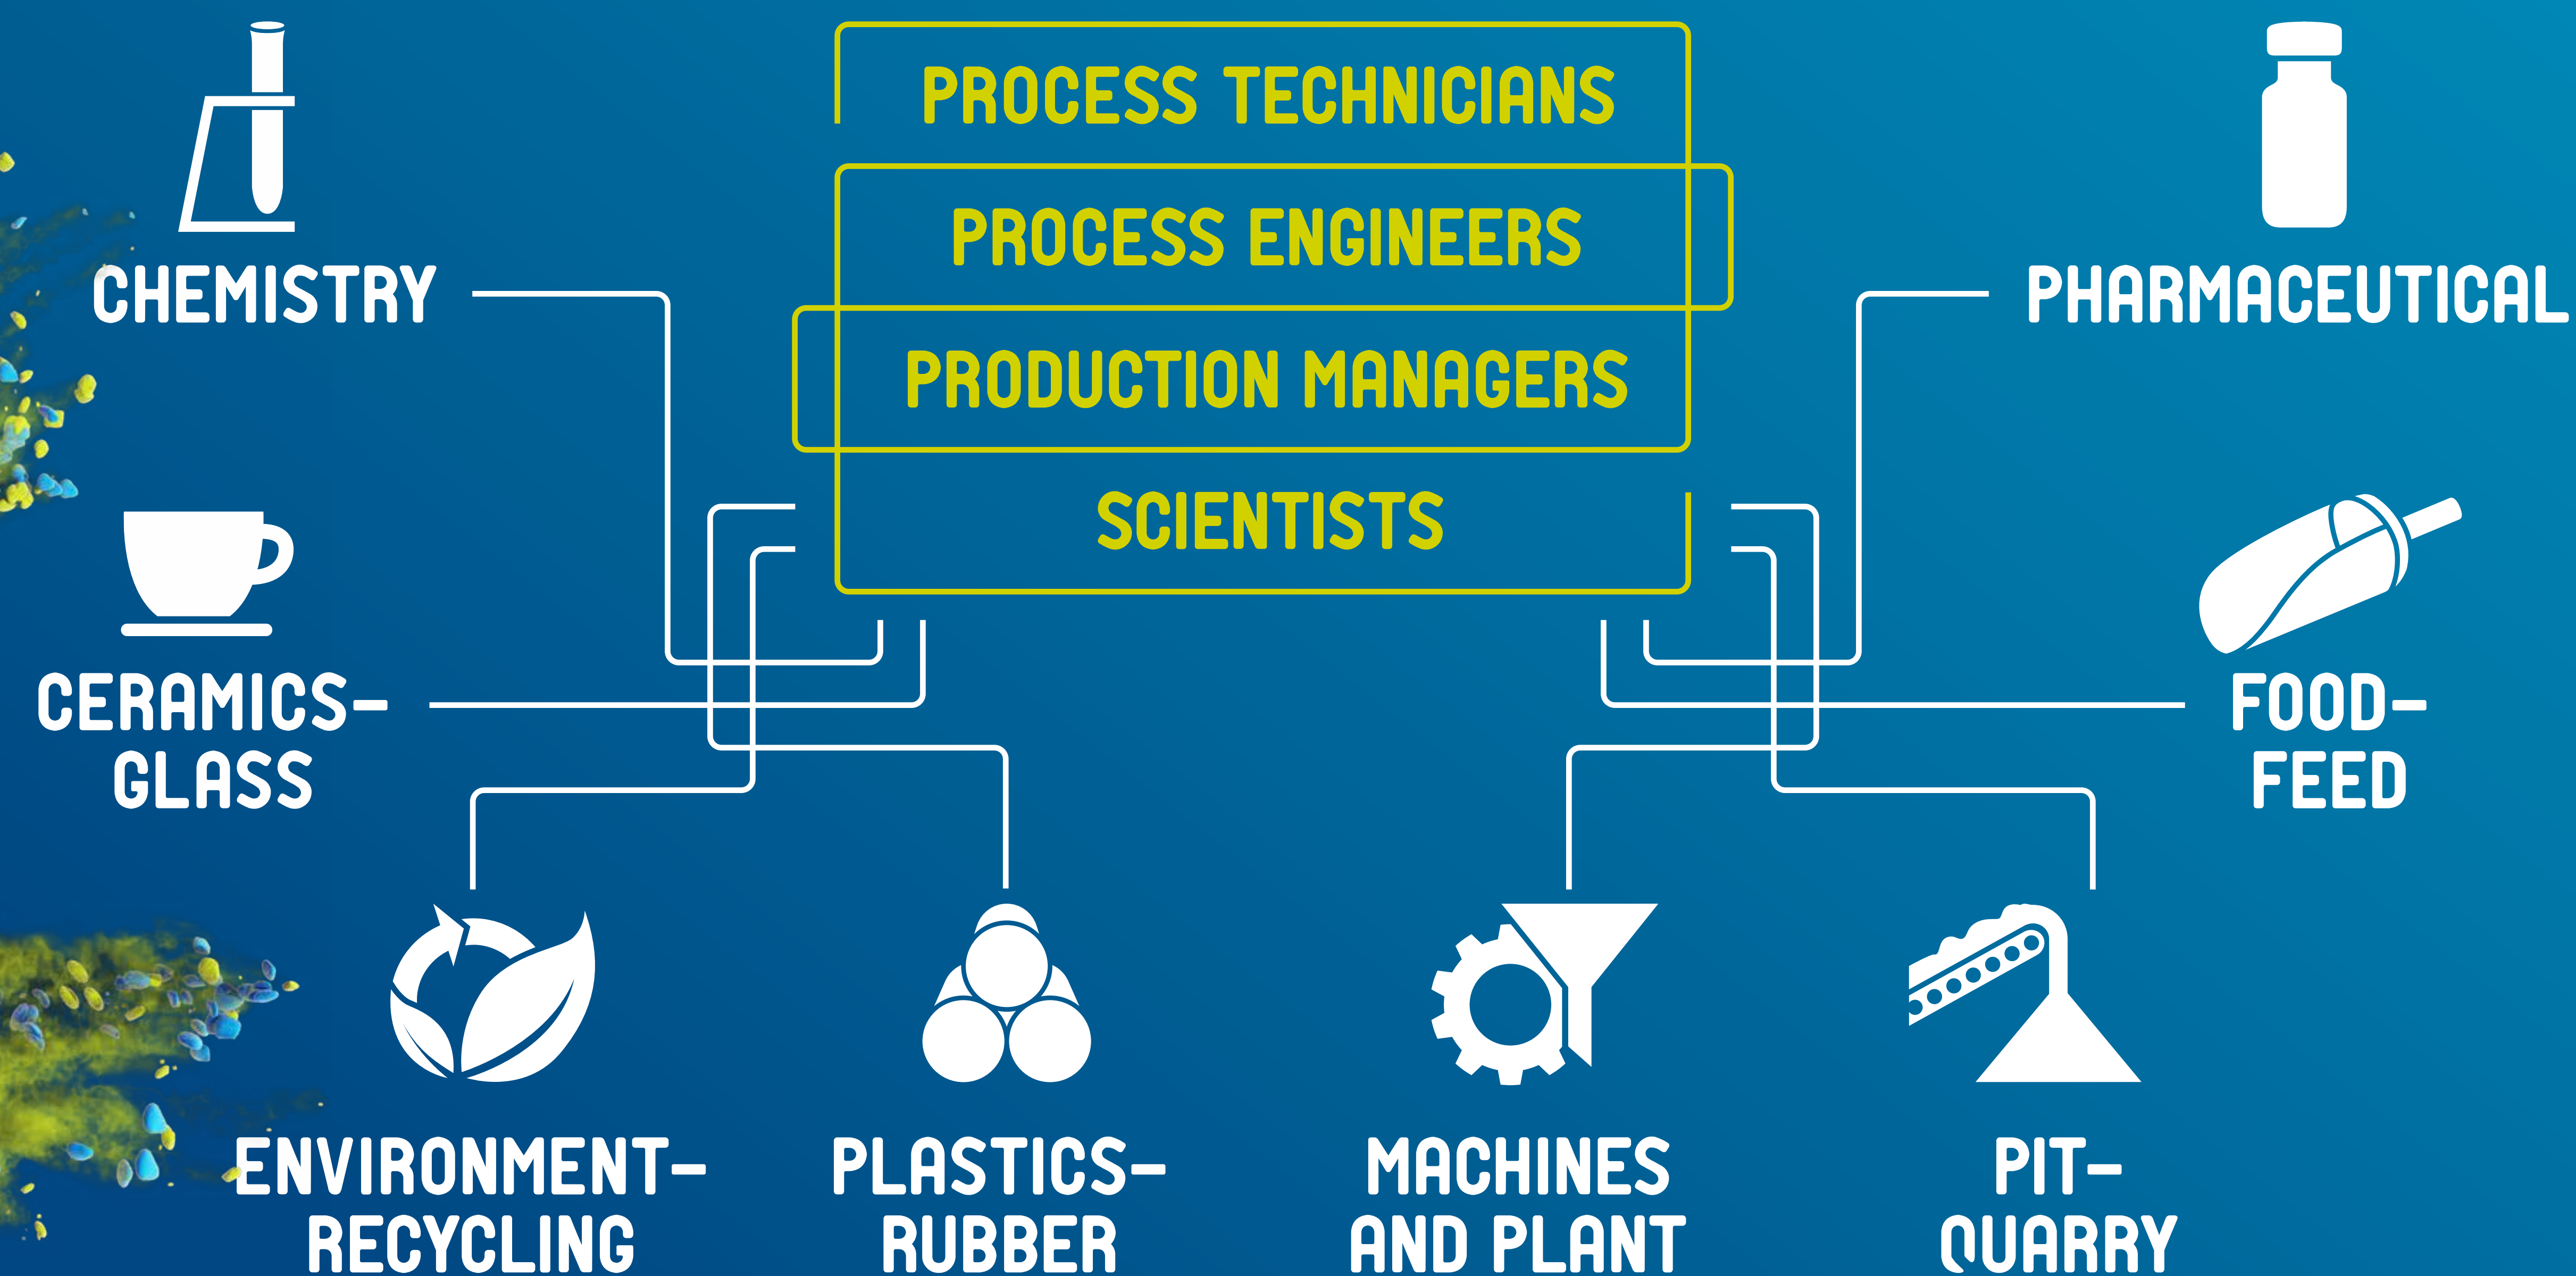 PROCESS TECHNICIANS
PROCESS ENGINEERS
PRODUCTION MANAGERS
SCIENTISTS
CHEMISTRY
PHARMACEUTICAL
CERAMICS–
GLASS
FOOD–
FEED
ENVIRONMENT–
RECYCLING
PLASTICS–
RUBBER
MACHINES
AND PLANT
PIT–
QUARRY